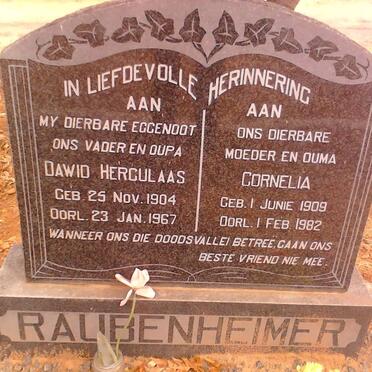 IN LIEFDEVOLLE HERINNERING
AAN
MY DIERBARE EGGENOOT
ONS VADER EN OUPA
DAWID HERCULAAS
GEB. 25 NOV. 1904
OORL. 23 JAN. 1967
AAN
ONS DIERBARE
MOEDER EN OUMA
CORNELIA
GEB. 1 JUNIE 1909
OORL. 1 FEB. 1982
WANNEER ONS DIE DOODSVALLEI BETREE, GAAN ONS
BESTE VRIEND NIE MEE.
RAUBENHEIMER